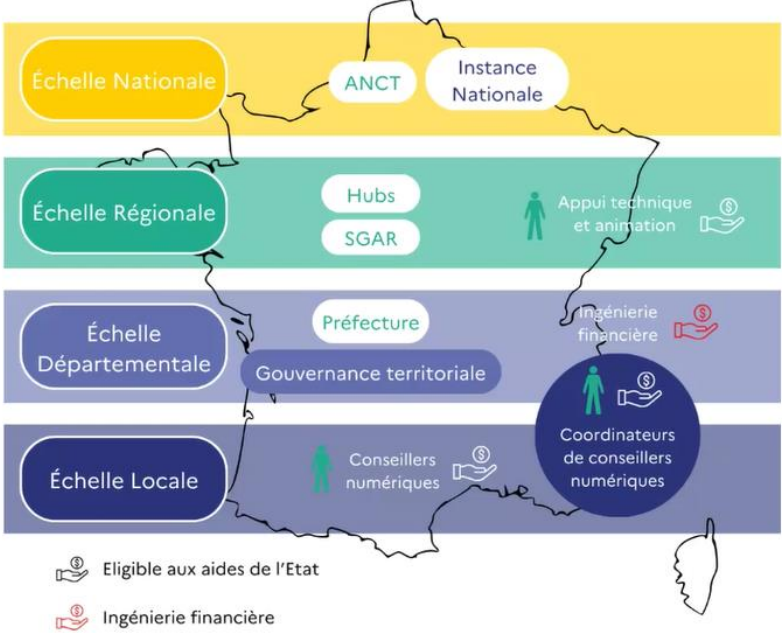 Échelle Nationale
ANCT
Instance
Nationale
Échelle Régionale
Hubs
SGAR
Appui technique
et animation
Échelle
Départementale
Préfecture
Gouvernance territoriale
Ingénierie
financière
Échelle Locale
Conseillers
numériques
Coordinateurs
de conseillers
numériques
Eligible aux aides de l'Etat
Ingénierie financière